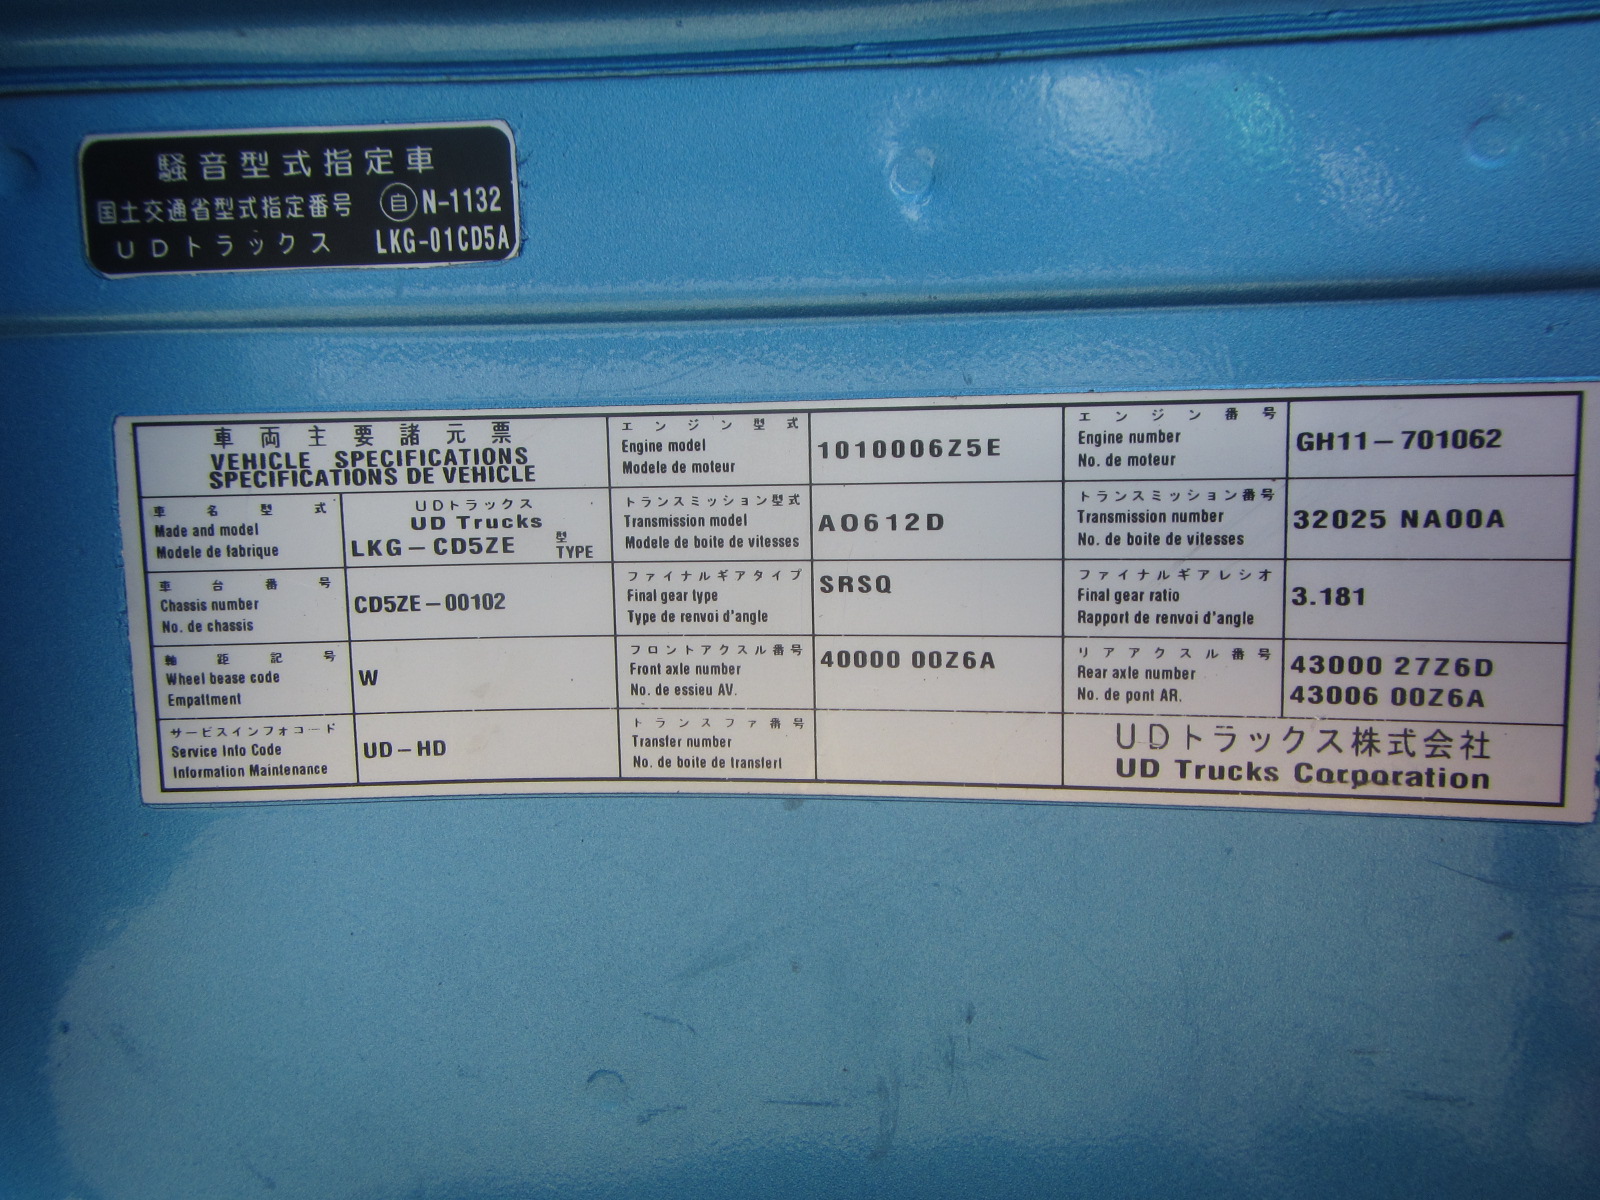 騒音型式指定車
国土交通省型式指定番号 自 N-1132
UDトラックス LKG-01CD5A
車両主要諸元票
VEHICLE SPECIFICATIONS
SPECIFICATIONS DE VEHICLE
エンジン型式
Engine model
Modele de moteur
1010006Z5E
エンジン番号
Engine number
No. de moteur
GH11-701062
車名型式
Made and model
Modele de fabrique
UDトラックス
UD Trucks
LKG-CD5ZE 型 TYPE
トランスミッション型式
Transmission model
Modele de boite de vitesses
AO612D
トランスミッション番号
Transmission number
No. de boite de vitesses
32025 NA00A
車台番号
Chassis number
No. de chassis
CD5ZE-00102
ファイナルギアタイプ
Final gear type
Type de renvoi d'angle
SRSQ
ファイナルギアレシオ
Final gear ratio
Rapport de renvoi d'angle
3.181
軸距記号
Wheel bease code
Empattment
W
フロントアクスル番号
Front axle number
No. de essieu AV.
40000 00Z6A
リアアクスル番号
Rear axle number
No. de pont AR.
43000 27Z6D
43006 00Z6A
サービスインフォコード
Service Info Code
Information Maintenance
UD-HD
トランスファ番号
Transfer number
No. de boite de transfert
UDトラックス株式会社
UD Trucks Corporation